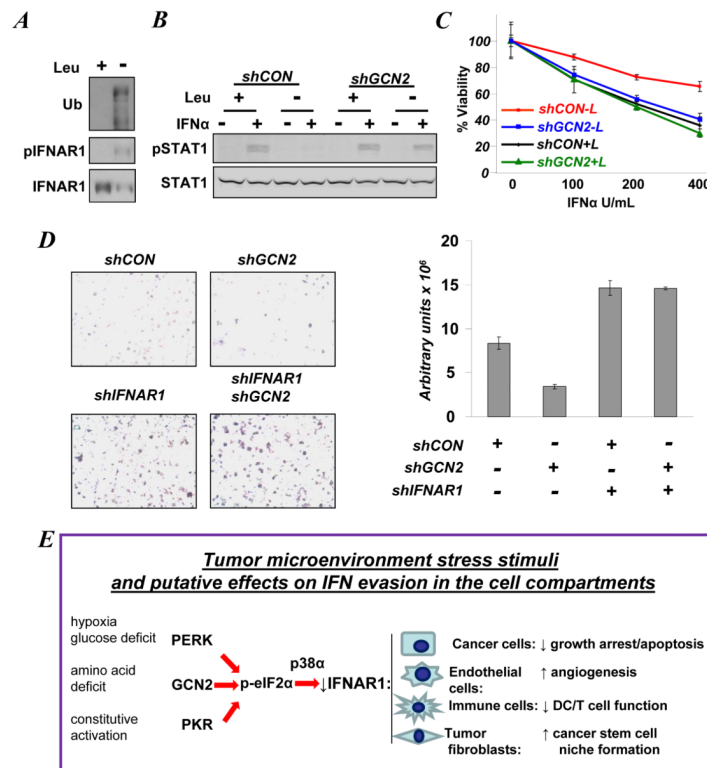 A
Leu + -
Ub
pIFNAR1
IFNAR1
B
shCON shGCN2
Leu + - + -
IFNα - + - + - + - +
pSTAT1
STAT1
C
% Viability
100
80
60
40
20
0
shCON-L
shGCN2-L
shCON+L
shGCN2+L
0 100 200 400
IFNα U/mL
D
shCON shGCN2
shIFNAR1 shIFNAR1
shGCN2
Arbitrary units x 10⁶
20
15
10
5
0
shCON + - + -
shGCN2 - + - +
shIFNAR1 - - + +
E
Tumor microenvironment stress stimuli
and putative effects on IFN evasion in the cell compartments
hypoxia
glucose deficit
PERK
amino acid
deficit
GCN2
constitutive
activation
PKR
p-eIF2α
p38α
↓IFNAR1:
Cancer cells: ↓ growth arrest/apoptosis
Endothelial ↑ angiogenesis
cells:
Immune cells: ↓ DC/T cell function
Tumor ↑ cancer stem cell
fibroblasts: niche formation